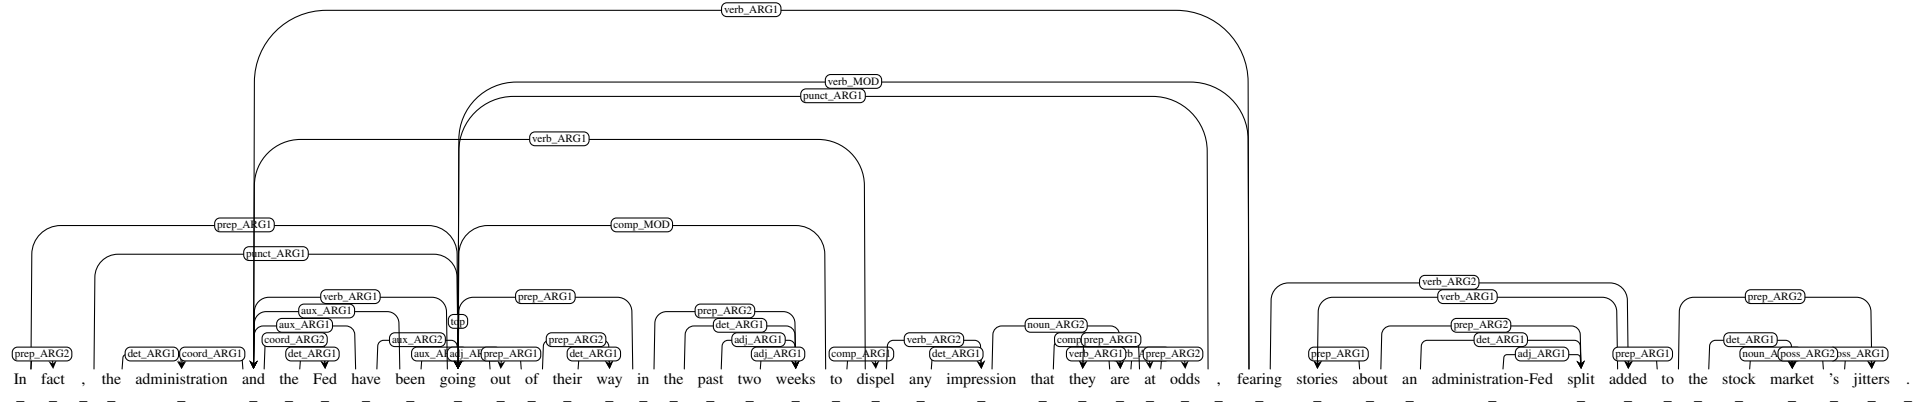 verb_ARG1
verb_MOD
punct_ARG1
verb_ARG1
prep_ARG1 comp_MOD
punct_ARG1
verb_ARG2
verb_ARG1 prep_ARG1 verb_ARG1 prep_ARG2
aux_ARG1 prep_ARG2
top
aux_ARG1 det_ARG1 noun_ARG2 prep_ARG2
coord_ARG2 aux_ARG2 prep_ARG2 adj_ARG1 verb_ARG2 prep_ARG1 det_ARG1 det_ARG1
prep_ARG2 det_ARG1 coord_ARG1 det_ARG1 prep_ARG1 det_ARG1 adj_ARG1 comp_ARG1 det_ARG1 verb_ARG1 prep_ARG2 prep_ARG1 adj_ARG1 prep_ARG1 poss_ARG2
In fact , the administration and the Fed have been going out of their way in the past two weeks to dispel any impression that they are at odds , fearing stories about an administration-Fed split added to the stock market 's jitters .
_ _ _ _ _ _ _ _ _ _ _ _ _ _ _ _ _ _ _ _ _ _ _ _ _ _ _ _ _ _ _ _ _ _ _ _ _ _ _ _ _ _ _ _